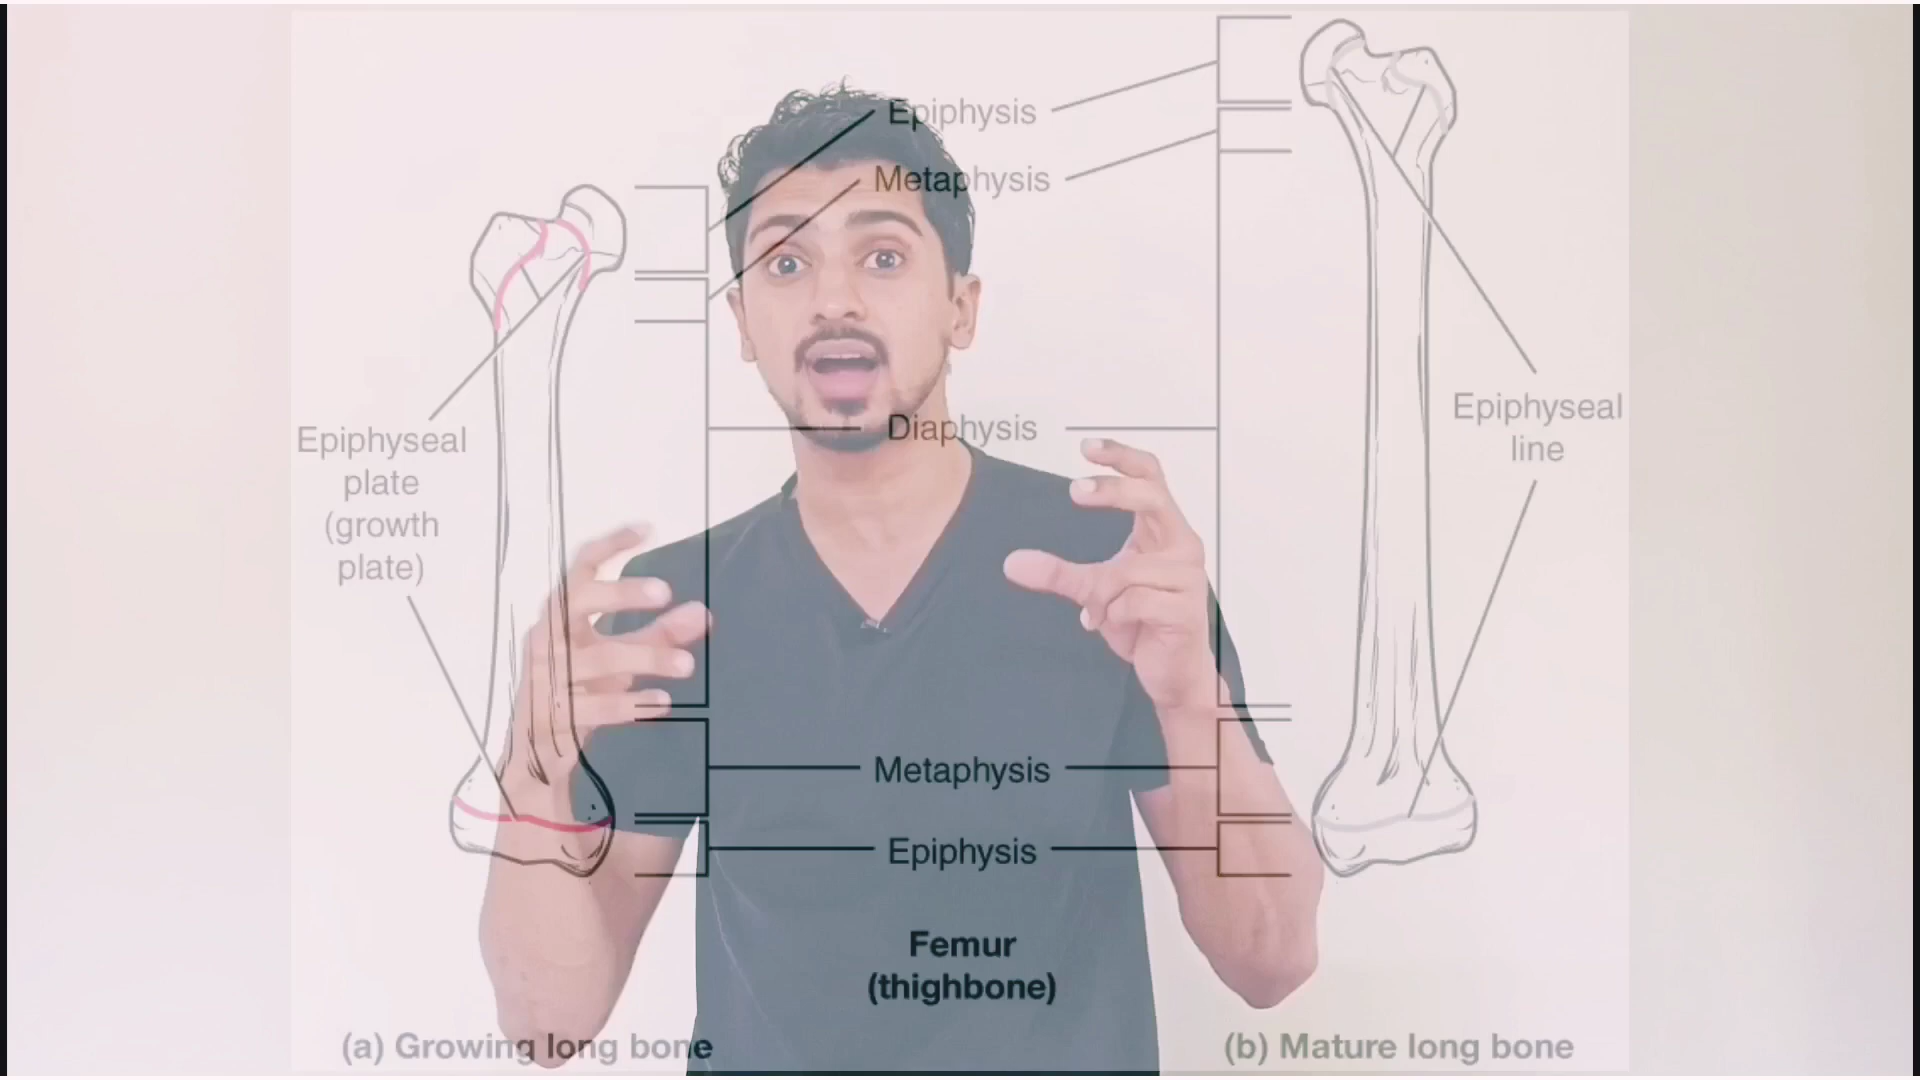 Epiphysis
Metaphysis
Diaphysis
Epiphyseal
plate
(growth
plate)
Epiphyseal
line
Metaphysis
Epiphysis
Femur
(thighbone)
(a) Growing long bone
(b) Mature long bone